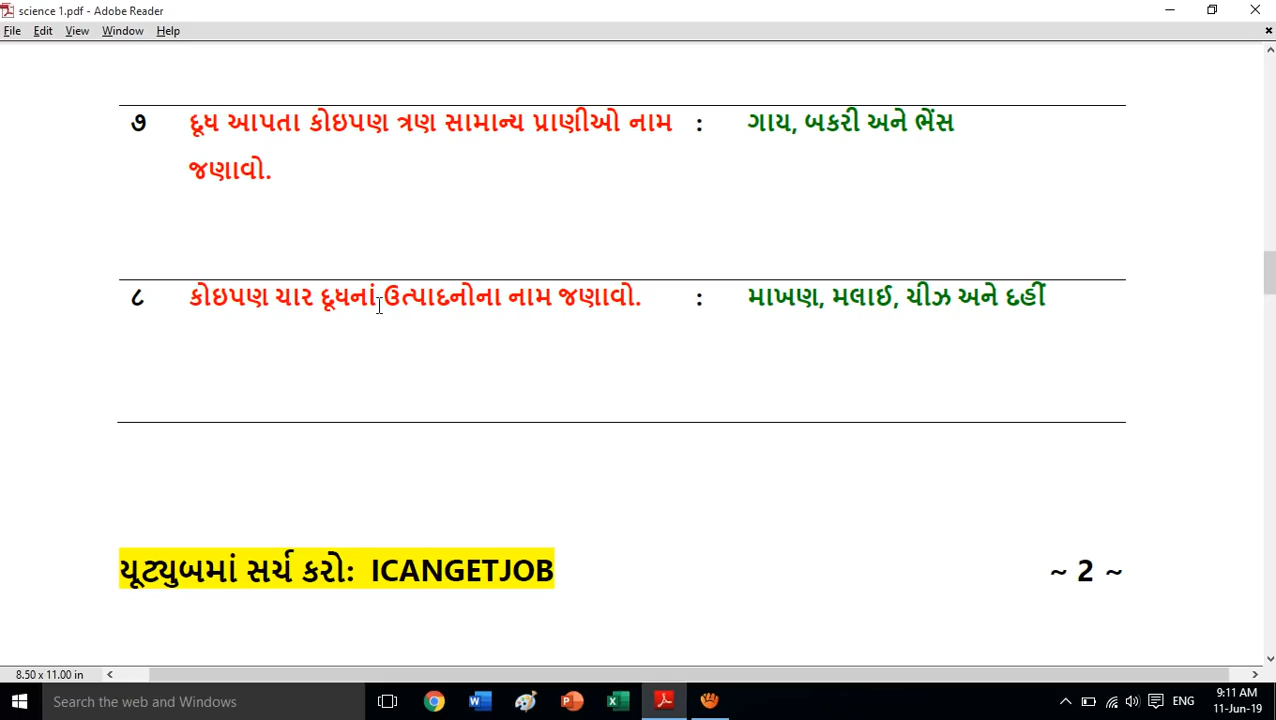 science 1.pdf - Adobe Reader
File Edit View Window Help
૭ દૂધ આપતા કોઇપણ ત્રણ સામાન્ય પ્રાણીઓ નામ : ગાય, બકરી અને ભેંસ
જણાવો.
૮ કોઇપણ ચાર દૂધનાં ઉત્પાદનોના નામ જણાવો. : માખણ, મલાઈ, ચીઝ અને દહીં
યૂટ્યુબમાં સર્ચ કરો: ICANGETJOB ~ 2 ~
8.50 x 11.00 in
Search the web and Windows ENG 9:11 AM
11-Jun-19